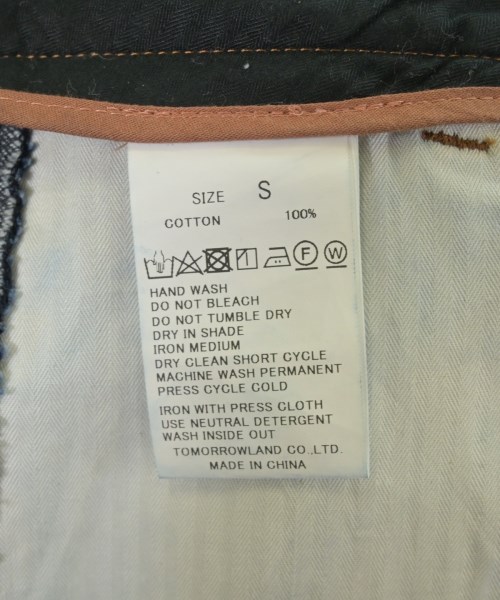 SIZE S
COTTON 100%
F W
HAND WASH
DO NOT BLEACH
DO NOT TUMBLE DRY
DRY IN SHADE
IRON MEDIUM
DRY CLEAN SHORT CYCLE
MACHINE WASH PERMANENT
PRESS CYCLE COLD
IRON WITH PRESS CLOTH
USE NEUTRAL DETERGENT
WASH INSIDE OUT
TOMORROWLAND CO.,LTD.
MADE IN CHINA